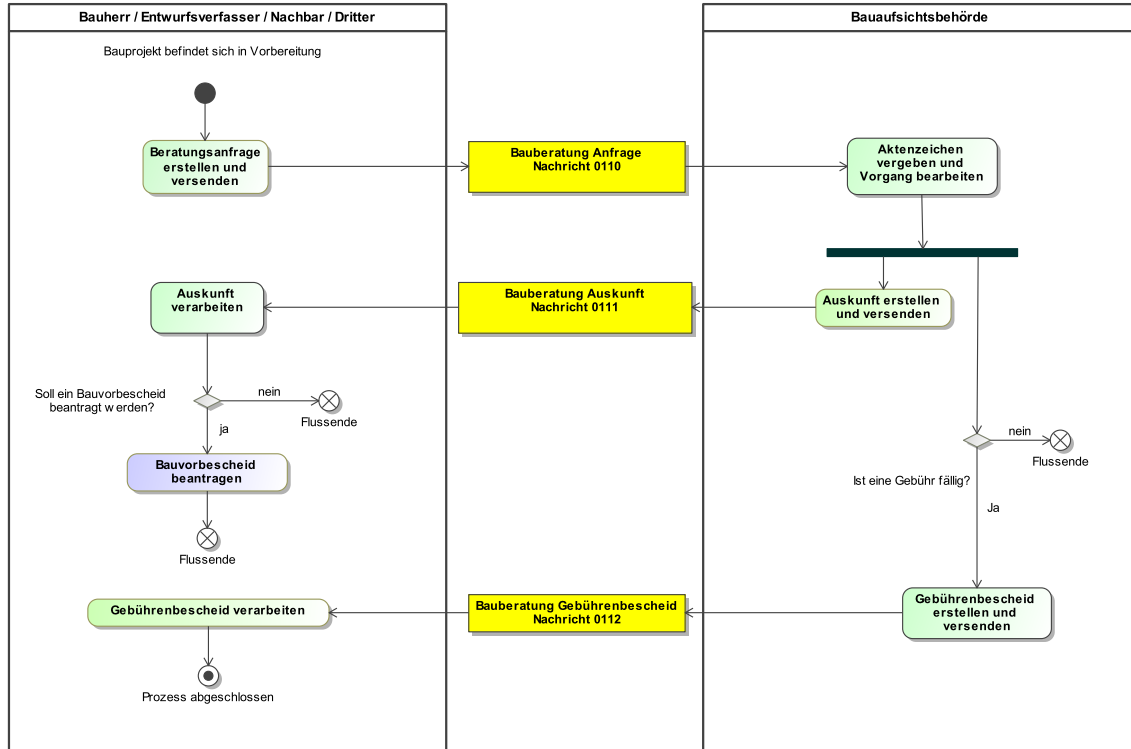 Bauherr / Entwurfsverfasser / Nachbar / Dritter
Bauaufsichtsbehörde
Bauprojekt befindet sich in Vorbereitung
Beratungsanfrage
erstellen und
versenden
Bauberatung Anfrage
Nachricht 0110
Aktenzeichen
vergeben und
Vorgang bearbeiten
Auskunft
verarbeiten
Bauberatung Auskunft
Nachricht 0111
Auskunft erstellen
und versenden
Soll ein Bauvorbescheid
beantragt werden?
nein
Flussende
ja
Bauvorbescheid
beantragen
Flussende
nein
Flussende
Ist eine Gebühr fällig?
Ja
Gebührenbescheid verarbeiten
Bauberatung Gebührenbescheid
Nachricht 0112
Gebührenbescheid
erstellen und
versenden
Prozess abgeschlossen